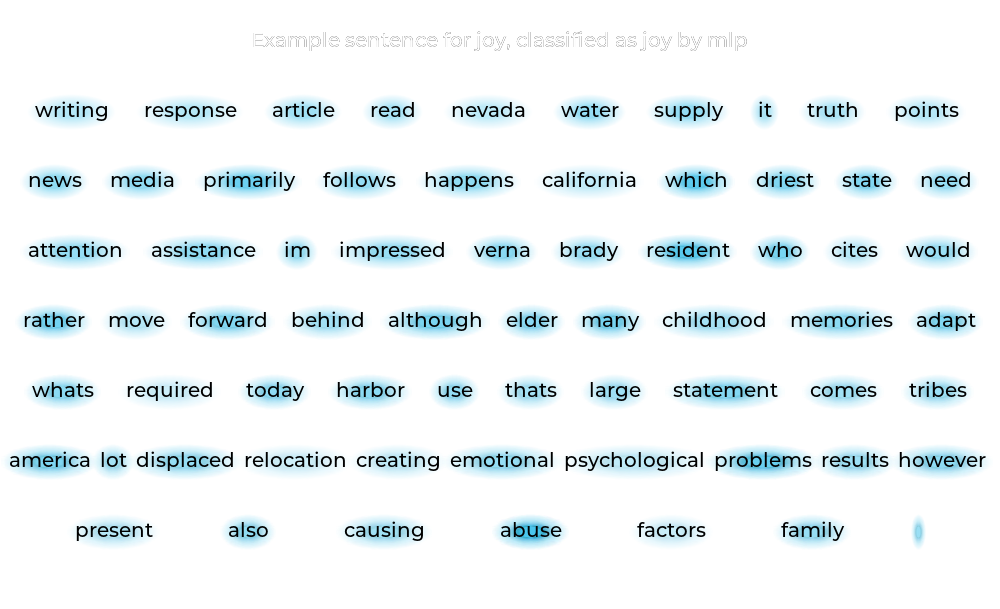 Example sentence for joy, classified as joy by mlp
writing response article read nevada water supply it truth points
news media primarily follows happens california which driest state need
attention assistance im impressed verna brady resident who cites would
rather move forward behind although elder many childhood memories adapt
whats required today harbor use thats large statement comes tribes
america lot displaced relocation creating emotional psychological problems results however
present also causing abuse factors family